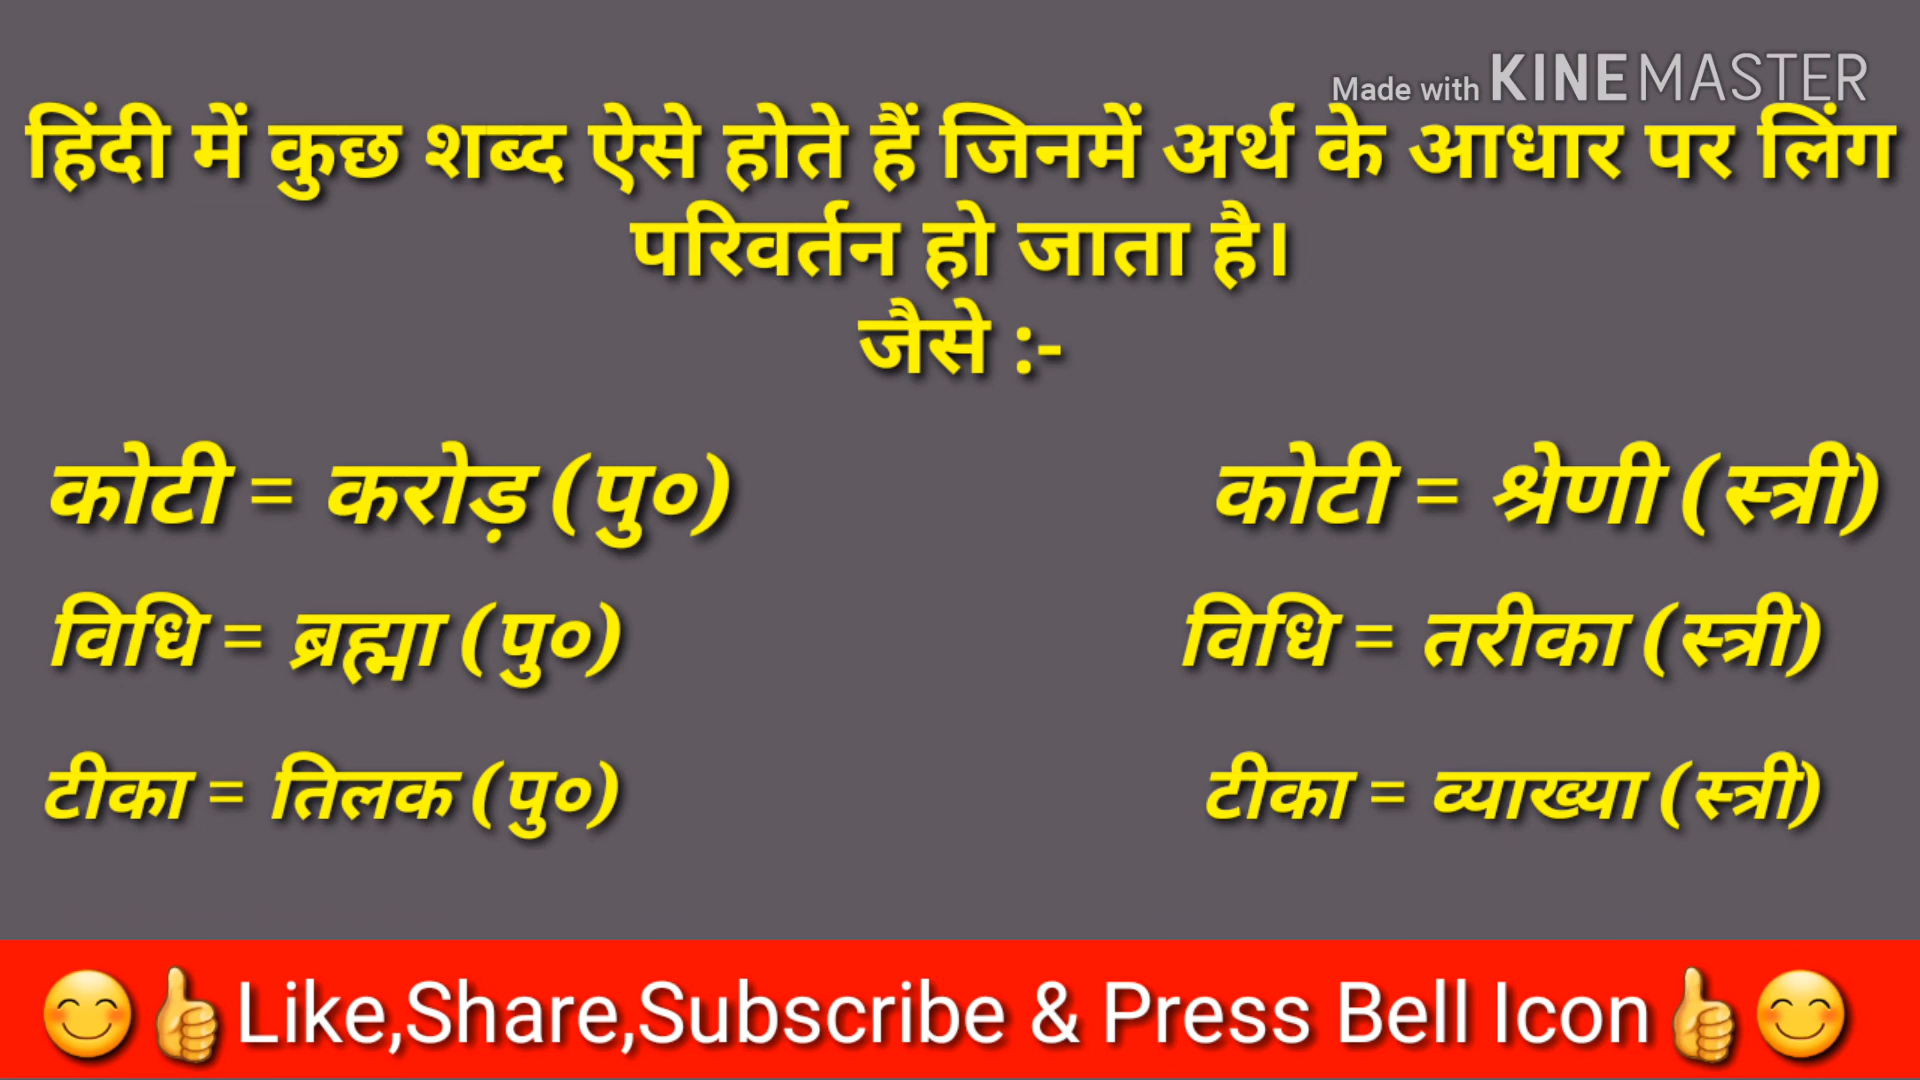 Made with KINEMASTER
हिंदी में कुछ शब्द ऐसे होते हैं जिनमें अर्थ के आधार पर लिंग
परिवर्तन हो जाता है।
जैसे :-
कोटी = करोड़ (पु०) कोटी = श्रेणी (स्त्री)
विधि = ब्रह्मा (पु०) विधि = तरीका (स्त्री)
टीका = तिलक (पु०) टीका = व्याख्या (स्त्री)
😊👍Like,Share,Subscribe & Press Bell Icon👍😊